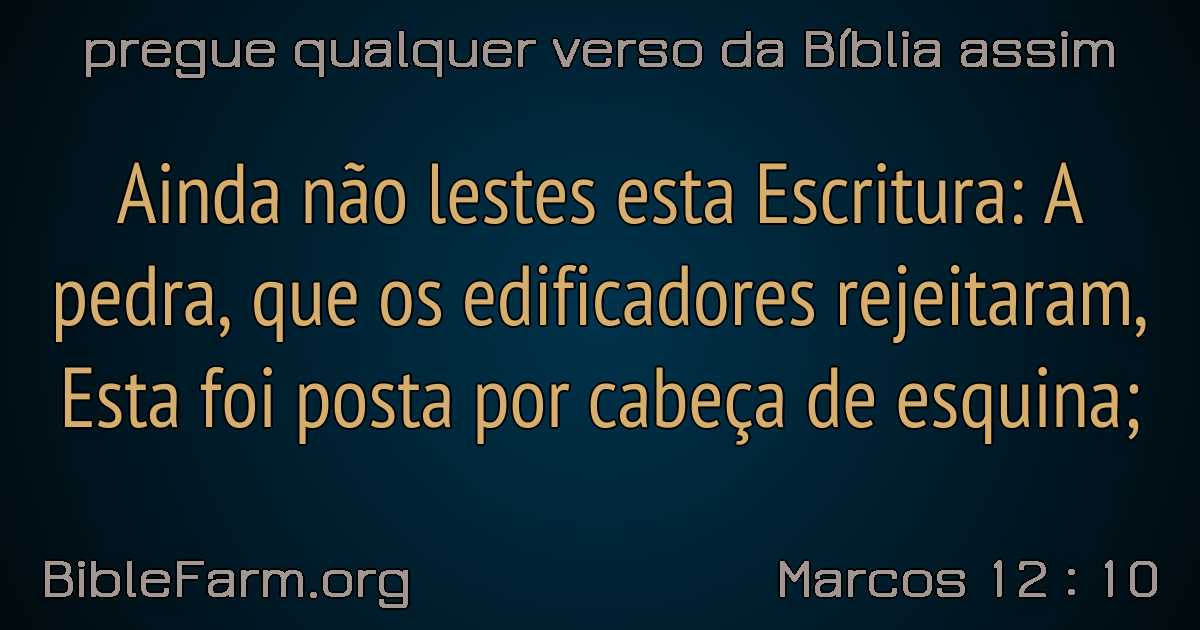 pregue qualquer verso da Bíblia assim
Ainda não lestes esta Escritura: A
pedra, que os edificadores rejeitaram,
Esta foi posta por cabeça de esquina;
BibleFarm.org
Marcos 12 : 10